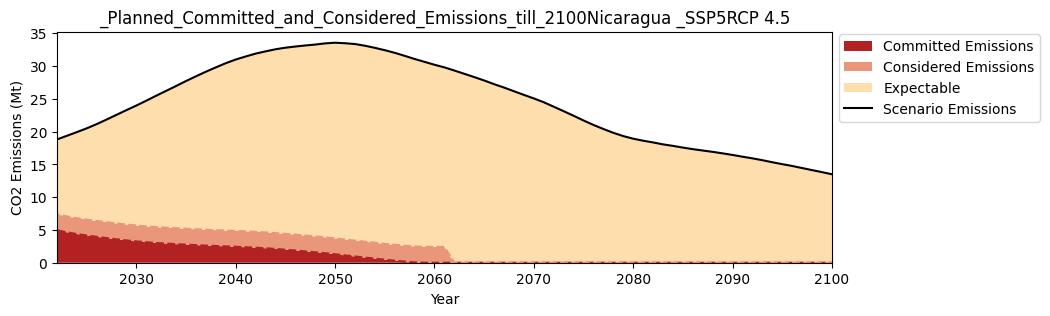 _Planned_Committed_and_Considered_Emissions_till_2100Nicaragua _SSP5RCP 4.5
35
30
25
20
15
10
5
0
CO2 Emissions (Mt)
2030 2040 2050 2060 2070 2080 2090 2100
Year
Committed Emissions
Considered Emissions
Expectable
Scenario Emissions